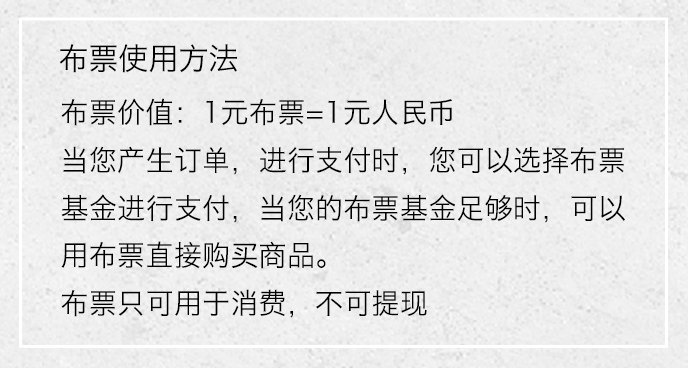 布票使用方法
布票价值：1元布票=1元人民币
当您产生订单，进行支付时，您可以选择布票
基金进行支付，当您的布票基金足够时，可以
用布票直接购买商品。
布票只可用于消费，不可提现